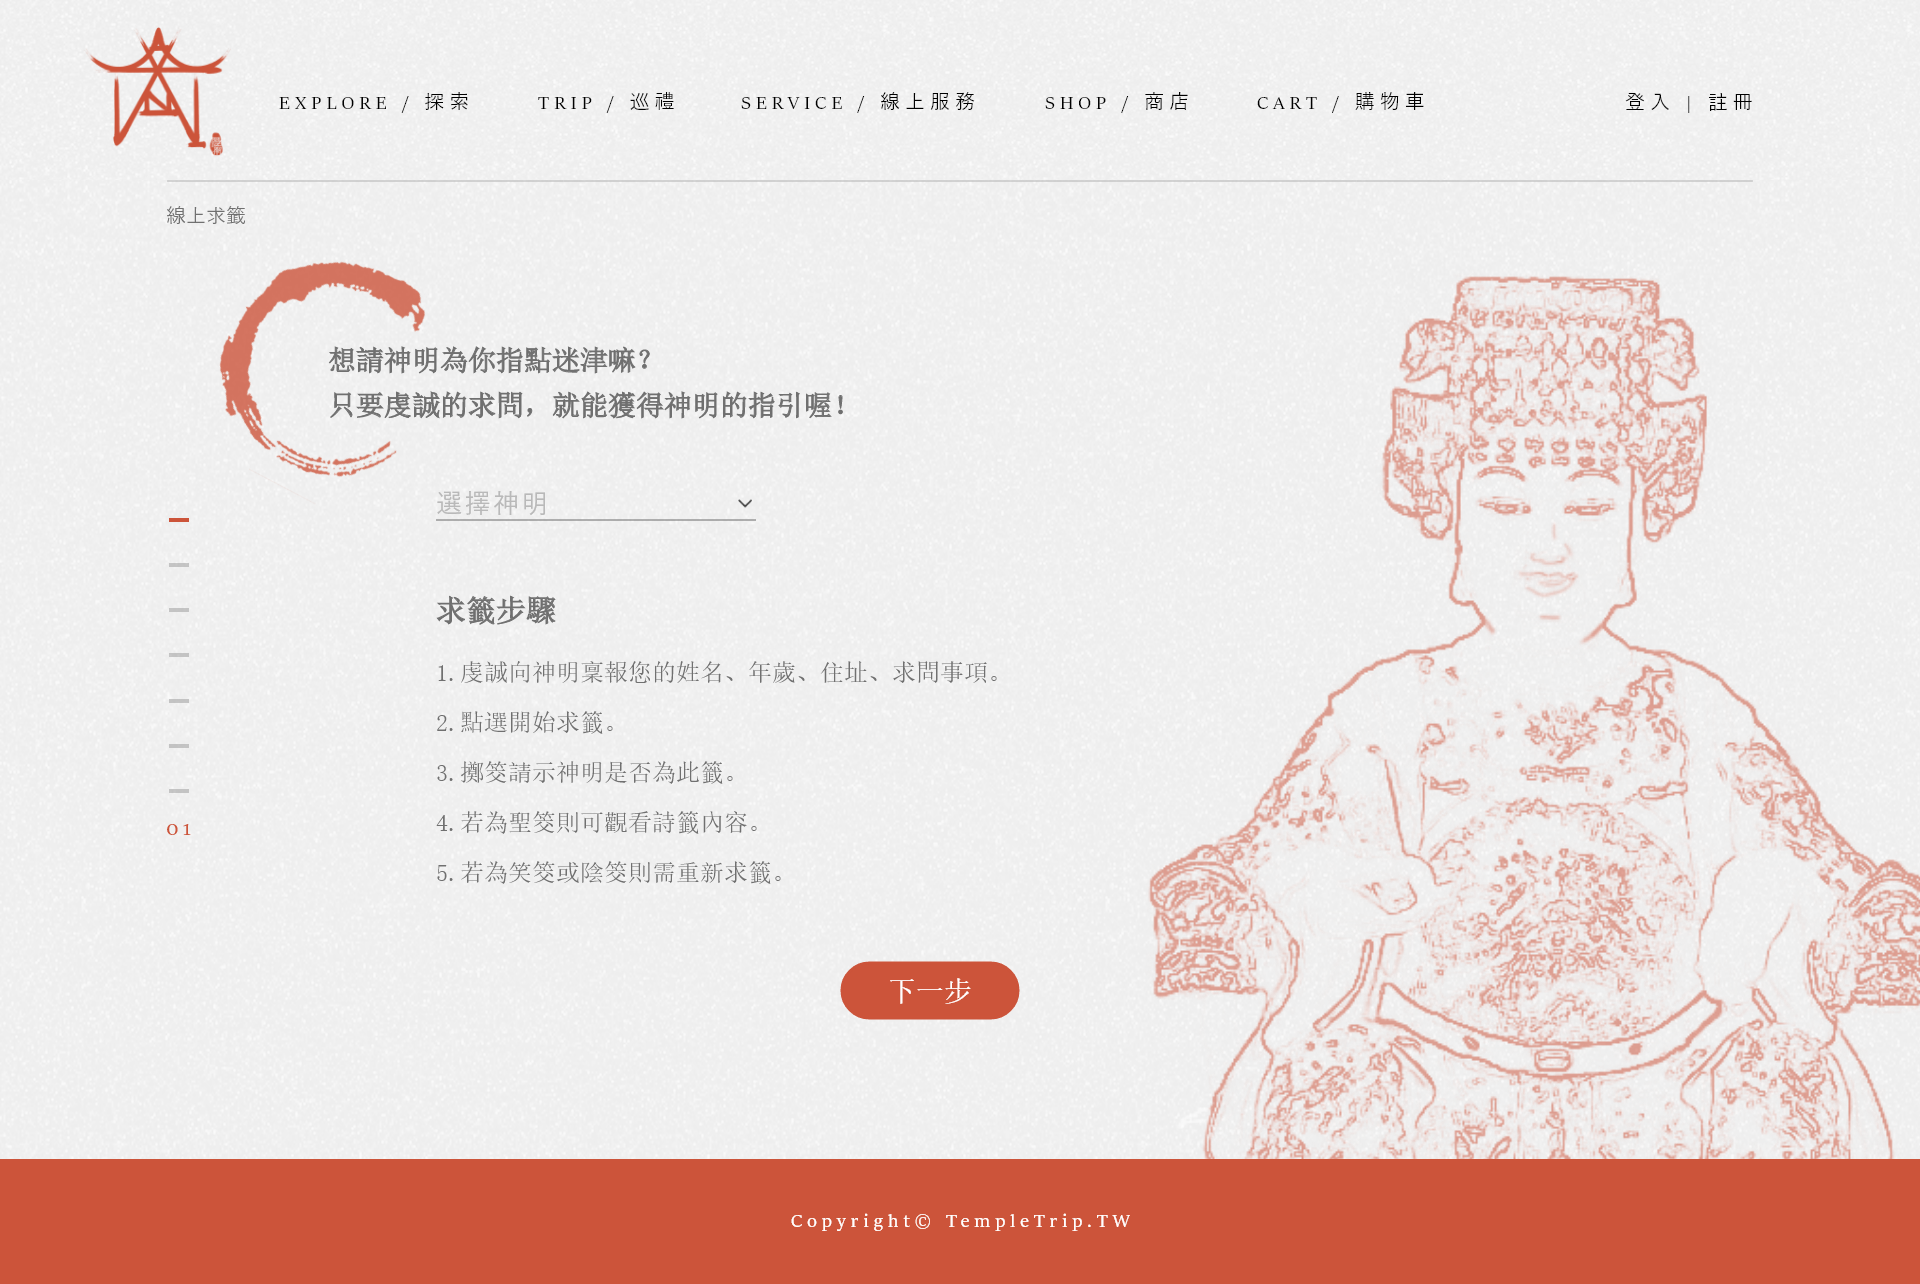 EXPLORE / 探索
TRIP / 巡禮
SERVICE / 線上服務
SHOP / 商店
CART / 購物車
登入 | 註冊
線上求籤
想請神明為你指點迷津嘛？
只要虔誠的求問，就能獲得神明的指引喔！
選擇神明
求籤步驟
1. 虔誠向神明稟報您的姓名、年歲、住址、求問事項。
2. 點選開始求籤。
3. 擲筊請示神明是否為此籤。
4. 若為聖筊則可觀看詩籤內容。
5. 若為笑筊或陰筊則需重新求籤。
01
下一步
Copyright© TempleTrip.TW